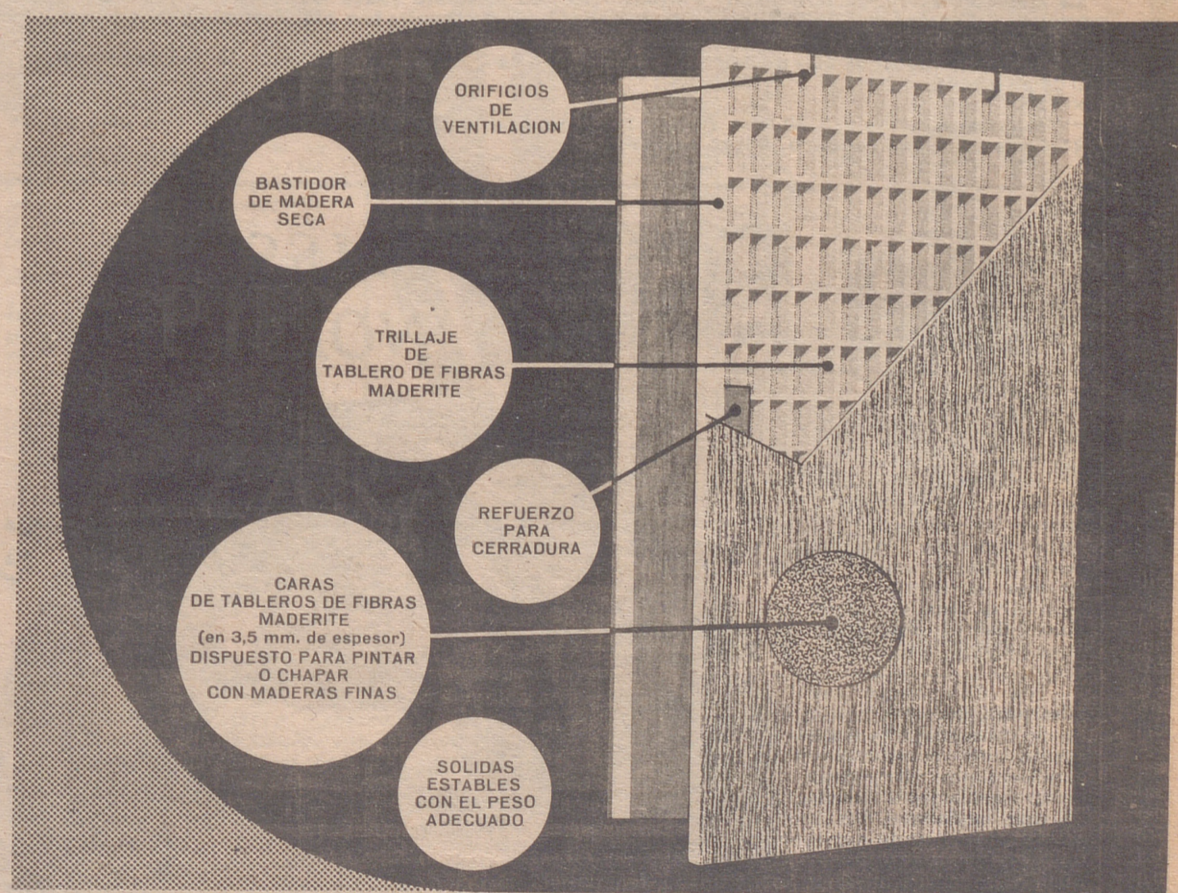 ORIFICIOS
DE
VENTILACION
BASTIDOR
DE MADERA
SECA
TRILLAJE
DE
TABLERO DE FIBRAS
MADERITE
REFUERZO
PARA
CERRADURA
CARAS
DE TABLEROS DE FIBRAS
MADERITE
(en 3,5 mm. de espesor)
DISPUESTO PARA PINTAR
O CHAPAR
CON MADERAS FINAS
SOLIDAS
ESTABLES
CON EL PESO
ADECUADO